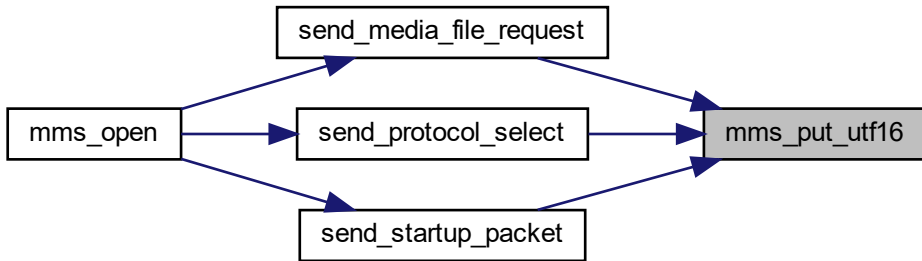 send_media_file_request
mms_open
send_protocol_select
mms_put_utf16
send_startup_packet